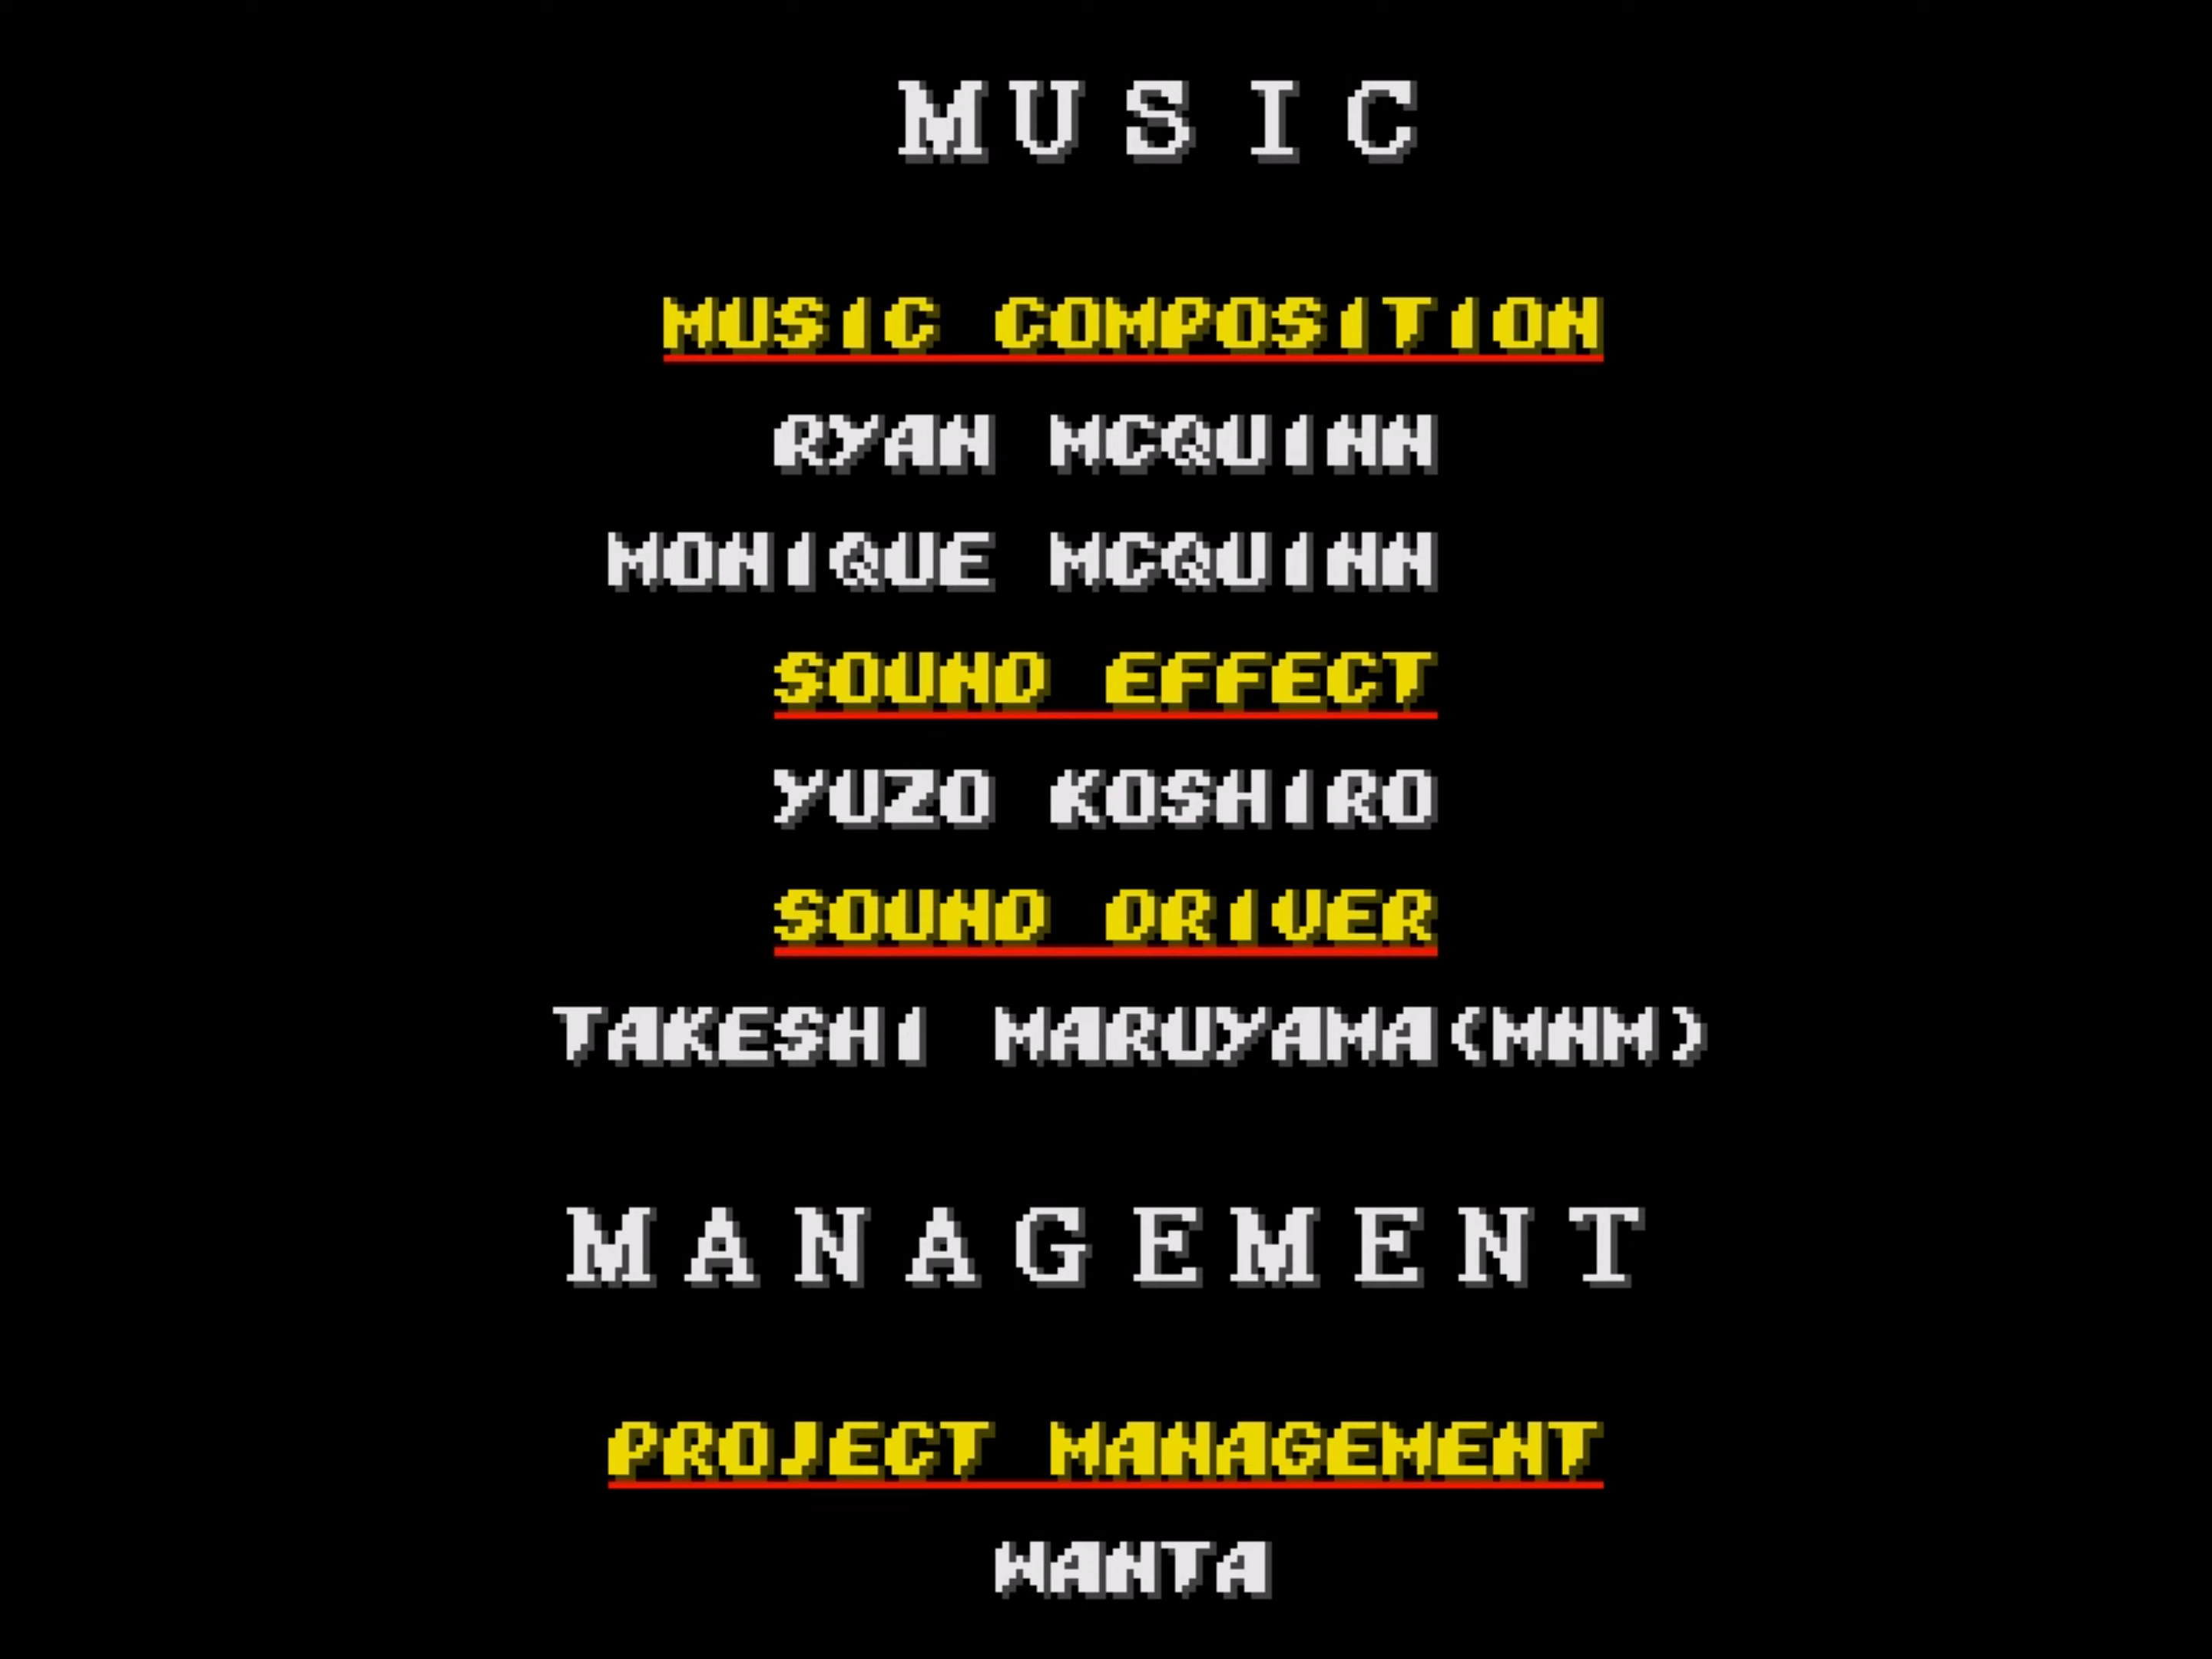 MUSIC
MUSIC COMPOSITION
RYAN MCQUINN
MONIQUE MCQUINN
SOUND EFFECT
YUZO KOSHIRO
SOUND DRIVER
TAKESHI MARUYAMA(MNM)
MANAGEMENT
PROJECT MANAGEMENT
WANTA